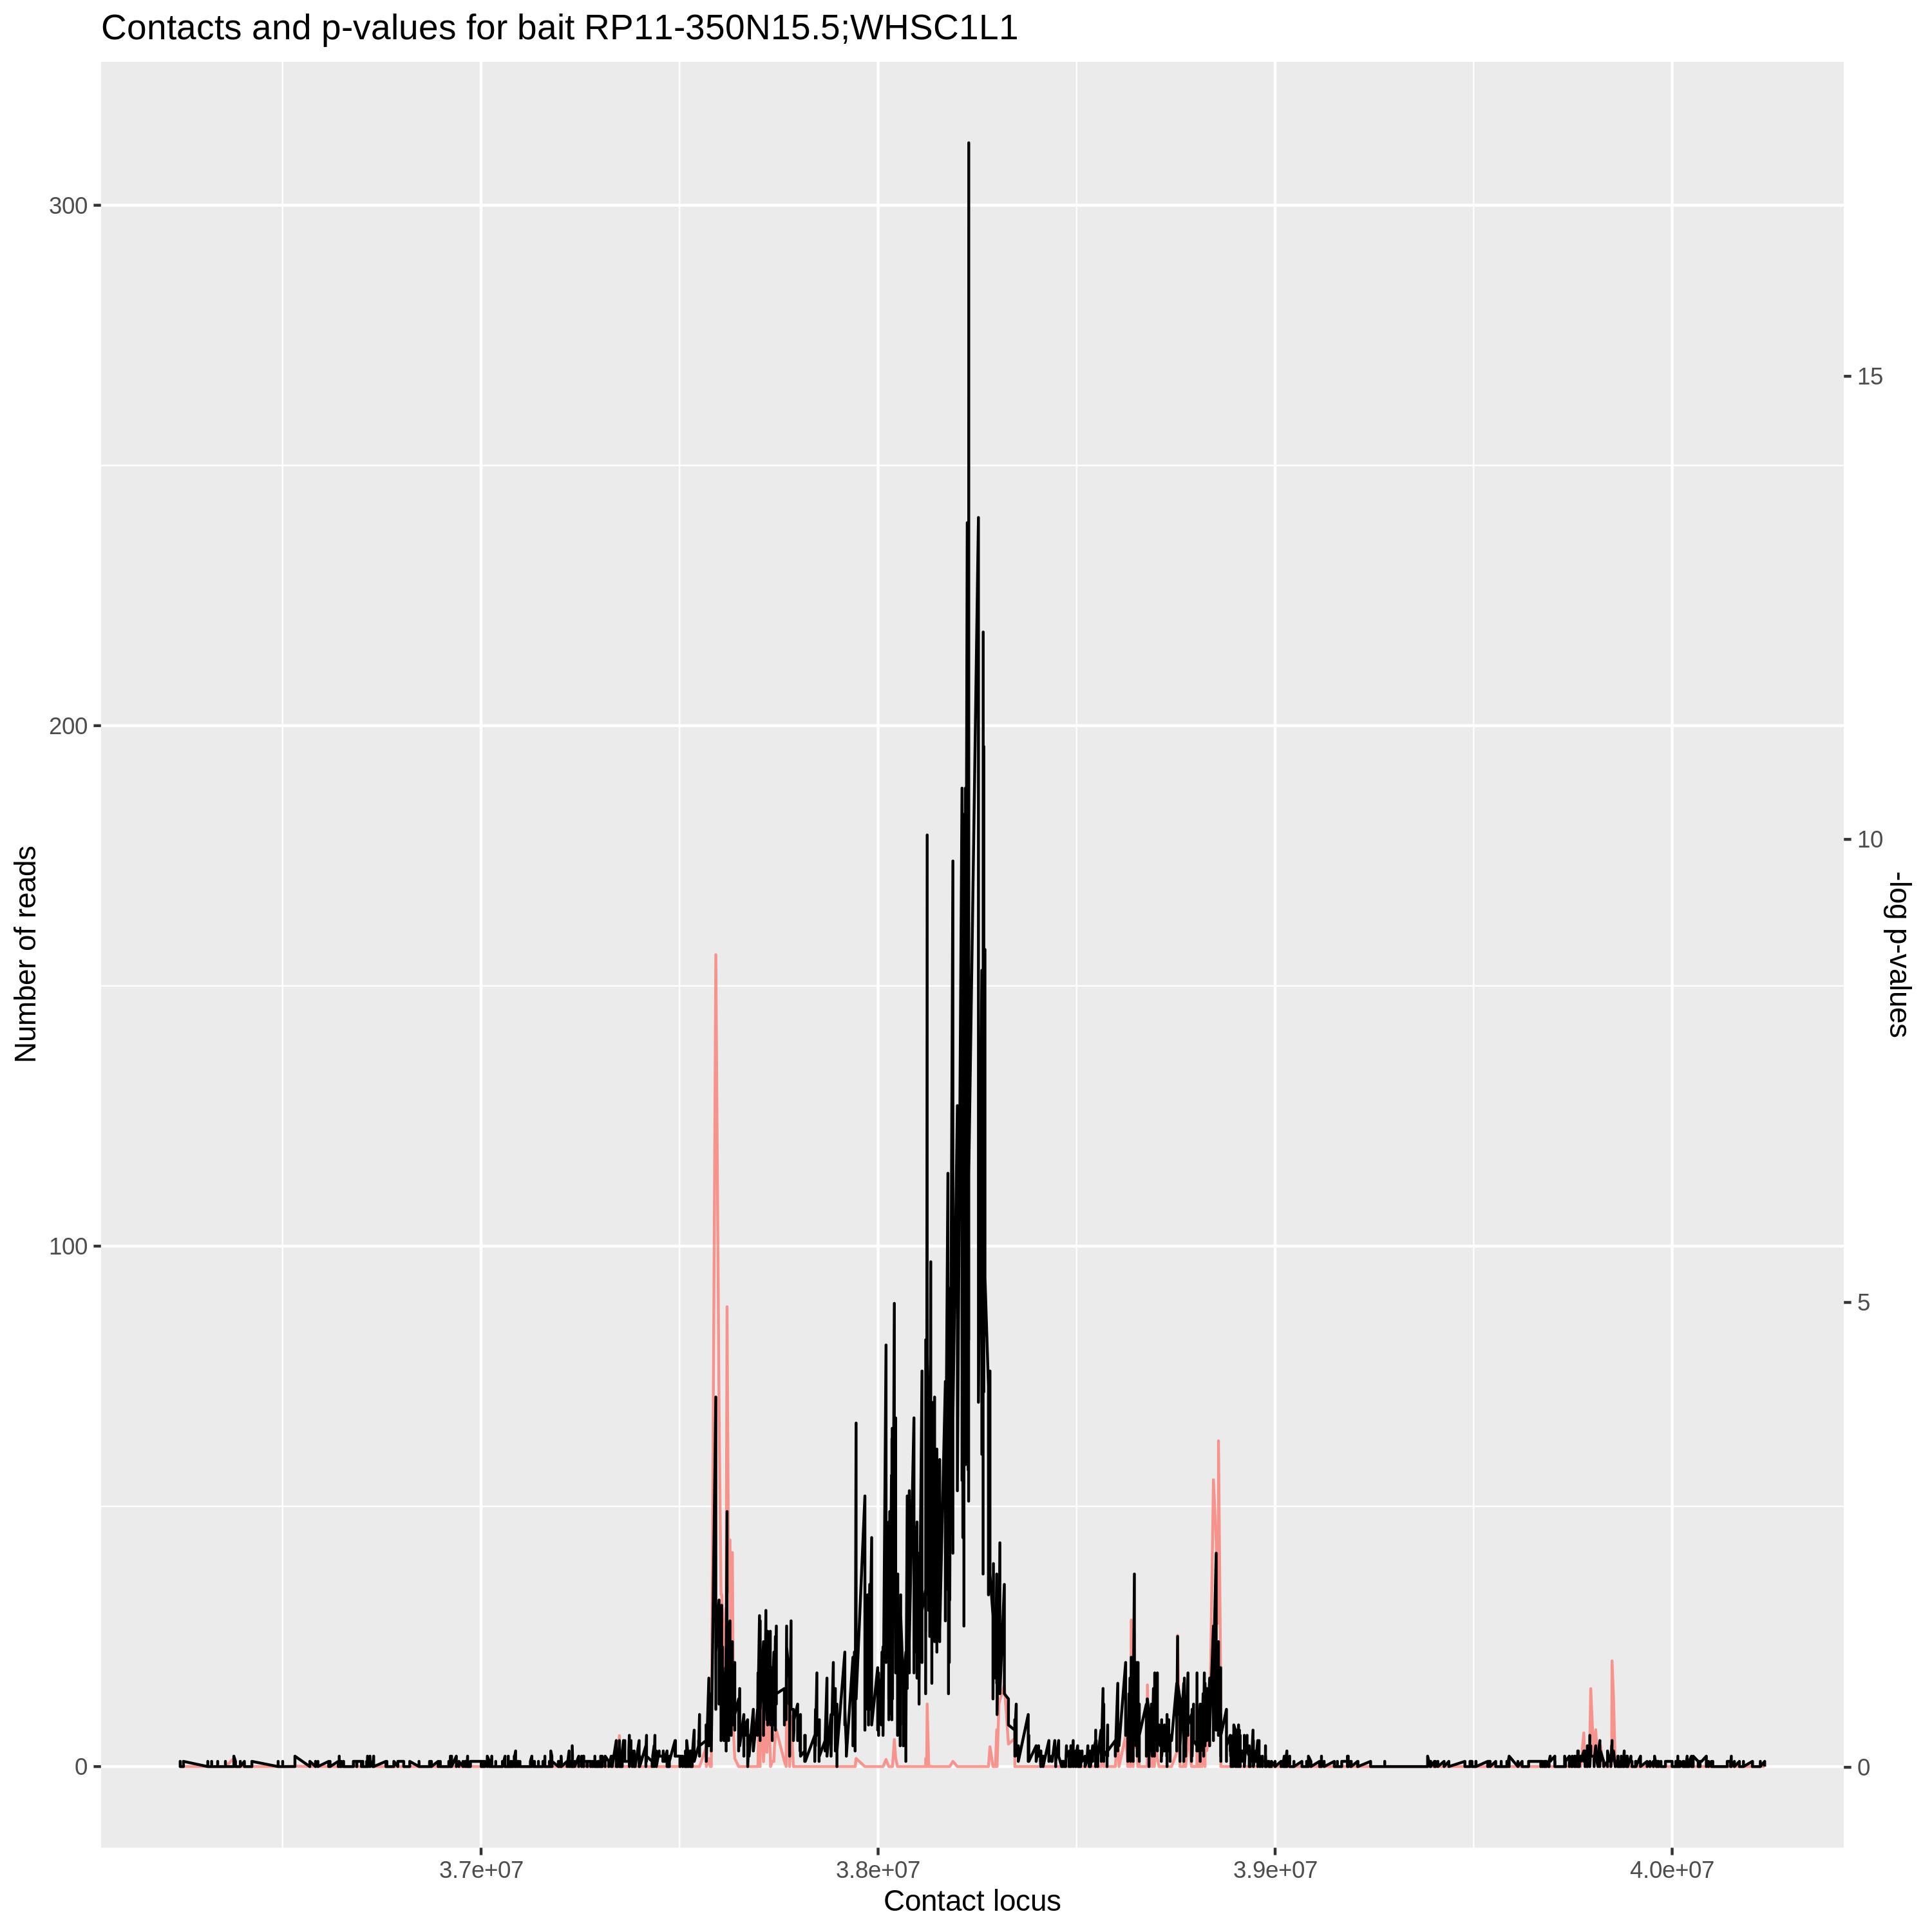 Contacts and p-values for bait RP11-350N15.5;WHSC1L1
300
200
100
0
Number of reads
15
10
5
0
-log p-values
3.7e+07
3.8e+07
3.9e+07
4.0e+07
Contact locus